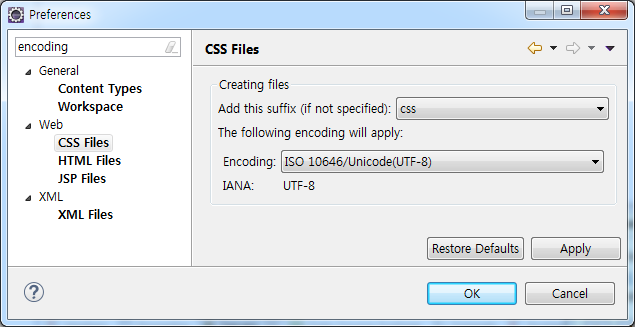 Preferences
encoding
General
Content Types
Workspace
Web
CSS Files
HTML Files
JSP Files
XML
XML Files
CSS Files
Creating files
Add this suffix (if not specified): css
The following encoding will apply:
Encoding: ISO 10646/Unicode(UTF-8)
IANA: UTF-8
Restore Defaults Apply
? OK Cancel